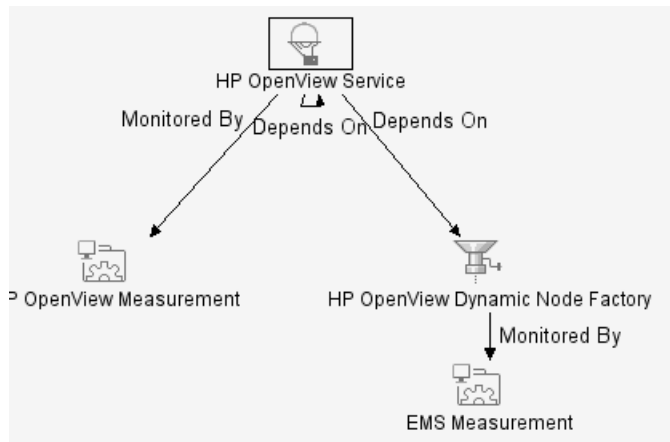 HP OpenView Service
Monitored By
Depends On
Depends On
P OpenView Measurement
HP OpenView Dynamic Node Factory
Monitored By
EMS Measurement